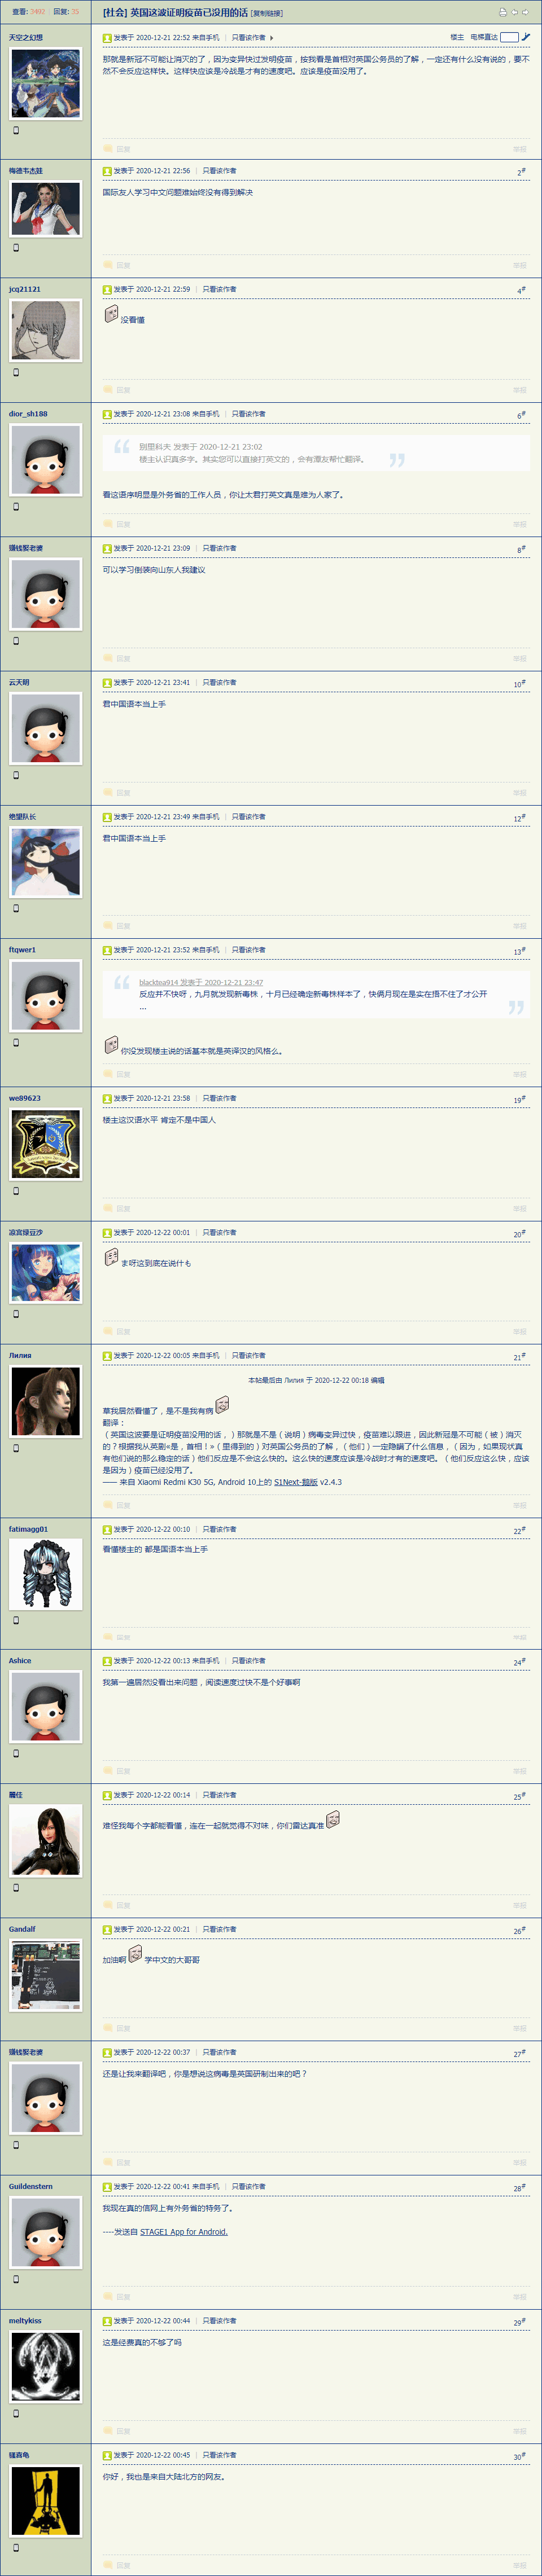 查看: 2402 | 回复: 35
[社会] 英国这波证明疫苗已没用的话 [复制链接]
天空之幻想
发表于 2020-12-21 22:52 来自手机 | 只看该作者
楼主 电梯直达
那就是新冠不可能让消灭的了，因为变异快过发明疫苗，按我看是首相对英国公务员的了解，一定还有什么没有说的，要不
然不会反应这样快。这样快应该是冷战是才有的速度吧。应该是疫苗没用了。
回复 举报
梅德韦杰娃
发表于 2020-12-21 22:56 | 只看该作者
2#
国际友人学习中文问题难始终没有得到解决
回复 举报
jcq21121
发表于 2020-12-21 22:59 | 只看该作者
4#
没看懂
回复 举报
dior_sh188
发表于 2020-12-21 23:08 来自手机 | 只看该作者
6#
别里科夫 发表于 2020-12-21 23:02
楼主认识真多字。其实您可以直接打英文的，会有潭友帮忙翻译。
看这语序明显是外务省的工作人员，你让太君打英文真是难为人家了。
回复 举报
赚钱娶老婆
发表于 2020-12-21 23:09 | 只看该作者
8#
可以学习倒装向山东人我建议
回复 举报
云天明
发表于 2020-12-21 23:41 来自手机 | 只看该作者
10#
君中国语本当上手
回复 举报
绝望队长
发表于 2020-12-21 23:49 来自手机 | 只看该作者
12#
君中国语本当上手
回复 举报
ftqwer1
发表于 2020-12-21 23:52 来自手机 | 只看该作者
13#
blacktea914 发表于 2020-12-21 23:47
反应并不快呀，九月就发现新毒株，十月已经确定新毒株样本了，快俩月现在是实在捂不住了才公开
...
你没发现楼主说的话基本就是英译汉的风格么。
回复 举报
we89623
发表于 2020-12-21 23:58 | 只看该作者
19#
楼主这汉语水平 肯定不是中国人
回复 举报
凉宫绿豆沙
发表于 2020-12-22 00:01 | 只看该作者
20#
ま呀这到底在说什も
回复 举报
Лилия
发表于 2020-12-22 00:05 来自手机 | 只看该作者
21#
本帖最后由 Лилия 于 2020-12-22 00:18 编辑
草我居然看懂了，是不是我有病
翻译：
（英国这波要是证明疫苗没用的话，）那就是不是（说明）病毒变异过快，疫苗难以跟进，因此新冠是不可能（被）消灭
的？根据我从英剧«是，首相！»（里得到的）对英国公务员的了解，（他们）一定隐瞒了什么信息，（因为，如果现状真
有他们说的那么稳定的话）他们反应是不会这么快的。这么快的速度应该是冷战时才有的速度吧。（他们反应这么快，应该
是因为）疫苗已经没用了。
—— 来自 Xiaomi Redmi K30 5G, Android 10上的 S1Next-鹅版 v2.4.3
回复 举报
fatimagg01
发表于 2020-12-22 00:10 | 只看该作者
22#
看懂楼主的 都是国语本当上手
回复 举报
Ashice
发表于 2020-12-22 00:13 来自手机 | 只看该作者
24#
我第一遍居然没看出来问题，阅读速度过快不是个好事啊
回复 举报
发表于 2020-12-22 00:14 | 只看该作者
25#
难怪我每个字都能看懂，连在一起就觉得不对味，你们雷达真准
回复 举报
Gandalf
发表于 2020-12-22 00:21 | 只看该作者
26#
加油啊 学中文的大哥哥
回复 举报
赚钱娶老婆
发表于 2020-12-22 00:37 | 只看该作者
27#
还是让我来翻译吧，你是想说这病毒是英国研制出来的吧？
回复 举报
Guildenstern
发表于 2020-12-22 00:41 来自手机 | 只看该作者
28#
我现在真的信网上有外务省的特务了。
----发送自 STAGE1 App for Android.
回复 举报
meltykiss
发表于 2020-12-22 00:44 | 只看该作者
29#
这是经费真的不够了吗
回复 举报
发表于 2020-12-22 00:45 | 只看该作者
30#
你好，我也是来自大陆北方的网友。
回复 举报